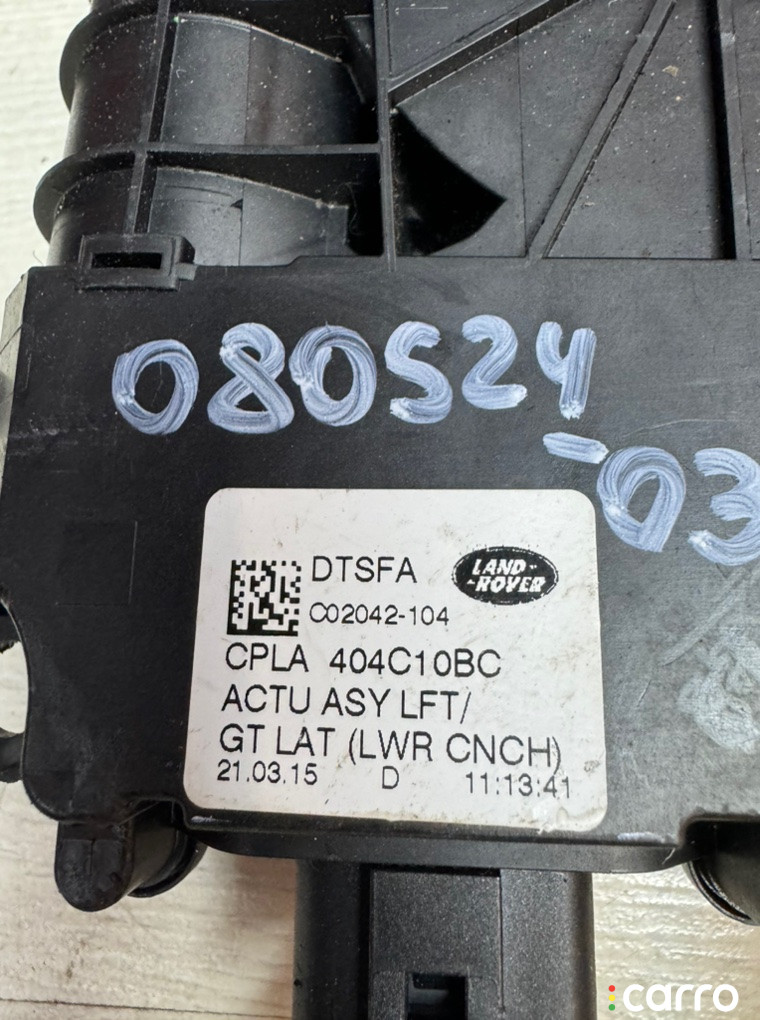 080524
-03
DTSFA
LAND-
-ROVER
C02042-104
CPLA 404C10BC
ACTU ASY LFT/
GT LAT (LWR CNCH)
21.03.15 D 11:13:41
carro